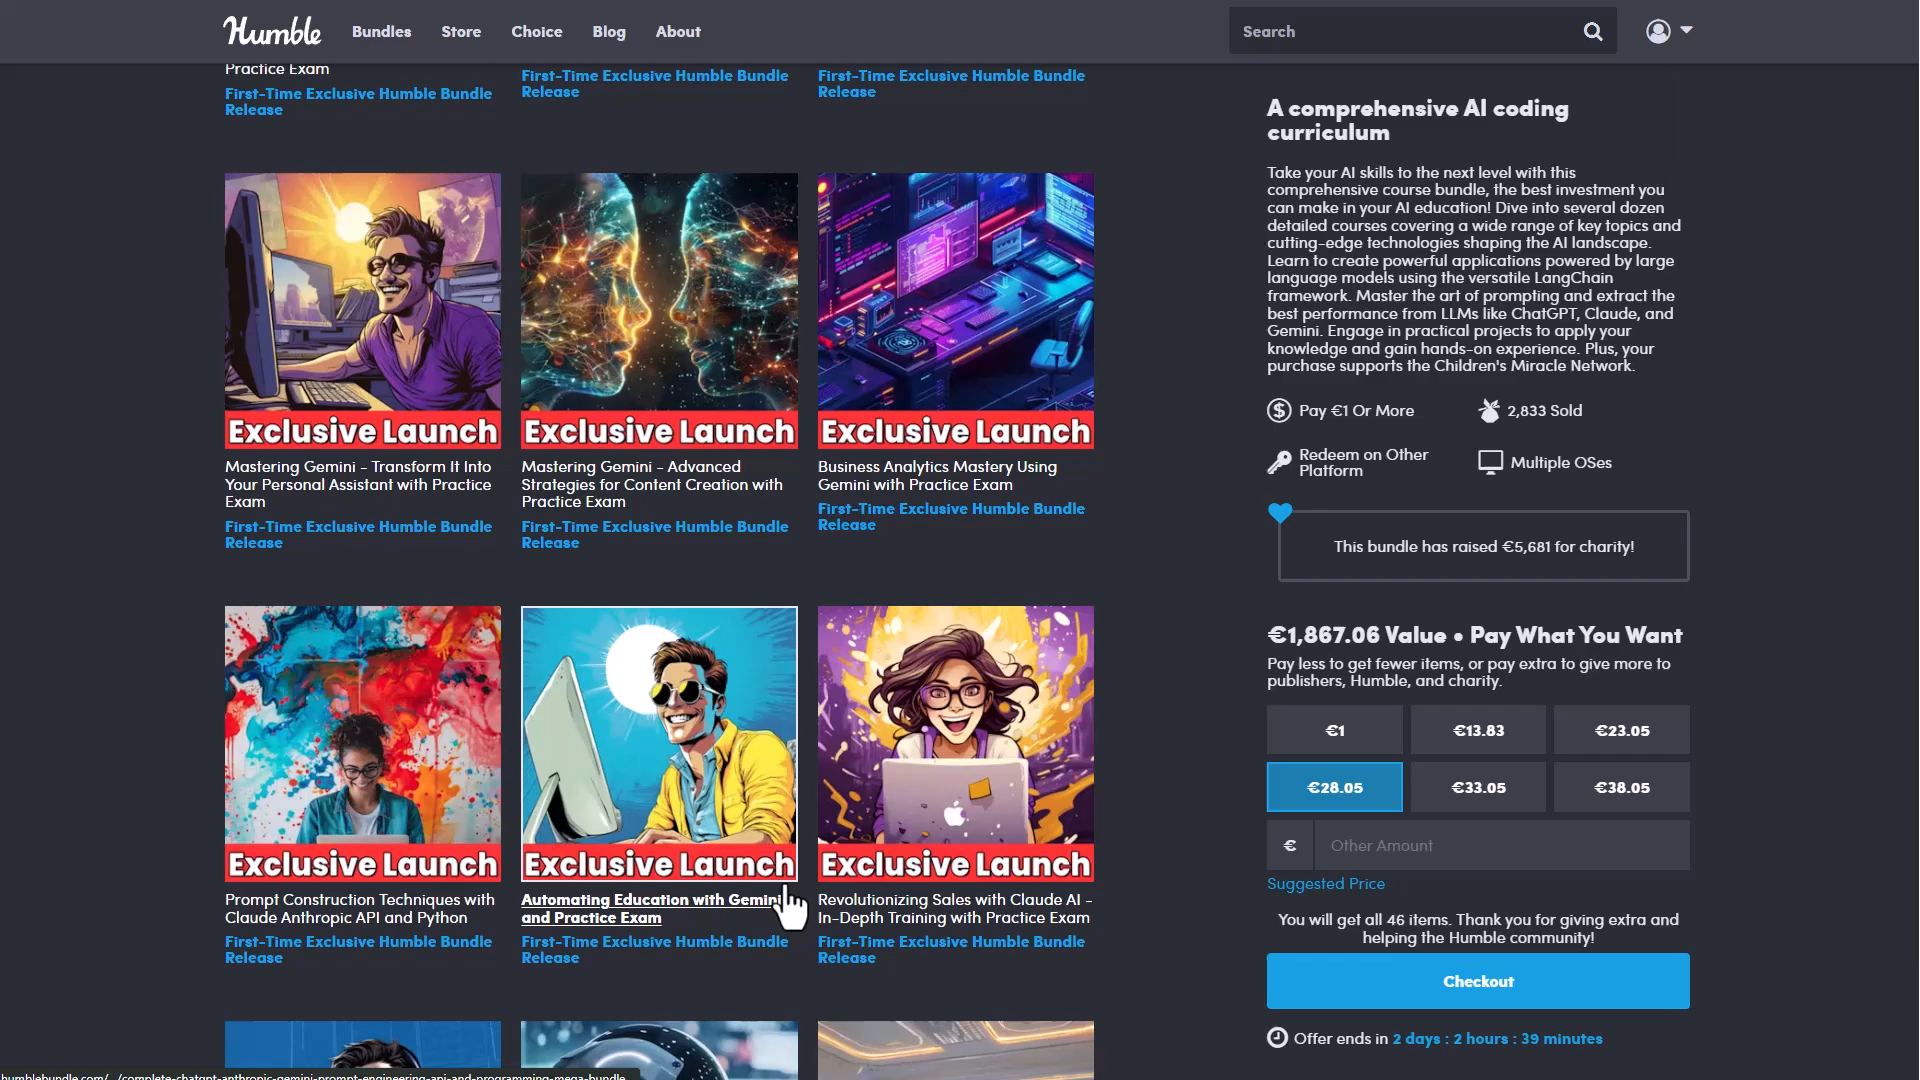 Humble
Bundles
Store
Choice
Blog
About
Search
Practice Exam
First-Time Exclusive Humble Bundle
Release
First-Time Exclusive Humble Bundle
Release
First-Time Exclusive Humble Bundle
Release
Exclusive Launch
Mastering Gemini - Transform It Into
Your Personal Assistant with Practice
Exam
First-Time Exclusive Humble Bundle
Release
Exclusive Launch
Mastering Gemini - Advanced
Strategies for Content Creation with
Practice Exam
First-Time Exclusive Humble Bundle
Release
Exclusive Launch
Business Analytics Mastery Using
Gemini with Practice Exam
First-Time Exclusive Humble Bundle
Release
Exclusive Launch
Prompt Construction Techniques with
Claude Anthropic API and Python
First-Time Exclusive Humble Bundle
Release
Exclusive Launch
Automating Education with Gemini
and Practice Exam
First-Time Exclusive Humble Bundle
Release
Exclusive Launch
Revolutionizing Sales with Claude AI -
In-Depth Training with Practice Exam
First-Time Exclusive Humble Bundle
Release
A comprehensive AI coding
curriculum
Take your AI skills to the next level with this
comprehensive course bundle, the best investment you
can make in your AI education! Dive into several dozen
detailed courses covering a wide range of key topics and
cutting-edge technologies shaping the AI landscape.
Learn to create powerful applications powered by large
language models using the versatile LangChain
framework. Master the art of prompting and extract the
best performance from LLMs like ChatGPT, Claude, and
Gemini. Engage in practical projects to apply your
knowledge and gain hands-on experience. Plus, your
purchase supports the Children's Miracle Network.
Pay €1 Or More
2,833 Sold
Redeem on Other
Platform
Multiple OSes
This bundle has raised €5,681 for charity!
€1,867.06 Value • Pay What You Want
Pay less to get fewer items, or pay extra to give more to
publishers, Humble, and charity.
€1
€13.83
€23.05
€28.05
€33.05
€38.05
€
Other Amount
Suggested Price
You will get all 46 items. Thank you for giving extra and
helping the Humble community!
Checkout
Offer ends in 2 days : 2 hours : 39 minutes
humblebundle.com/.../complete-chatgpt-anthropic-gemini-prompt-engineering-api-and-programming-mega-bundle